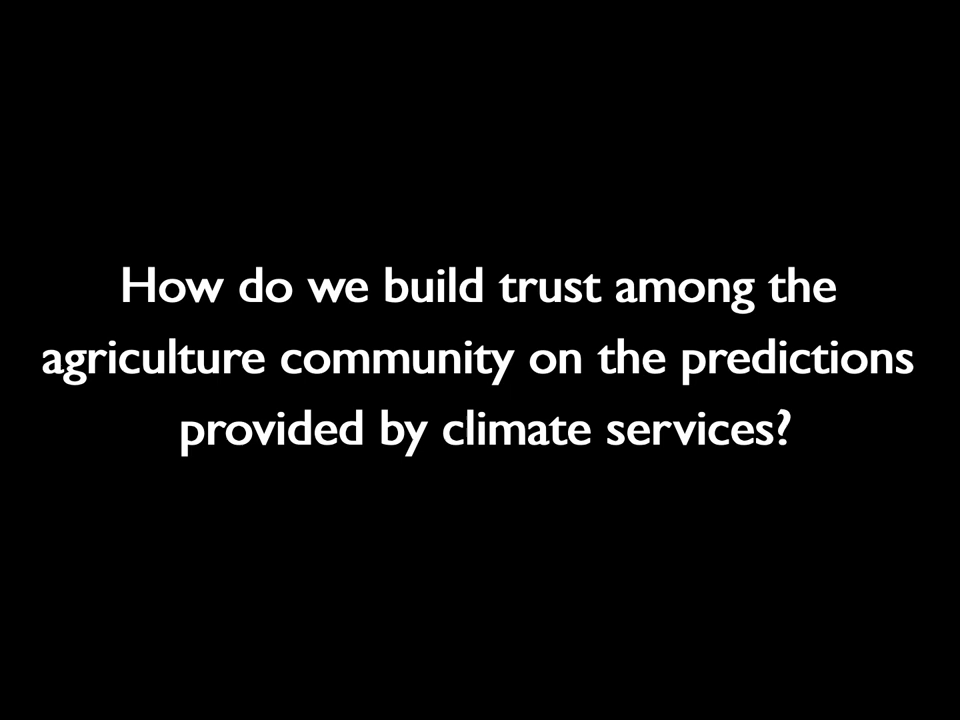 How do we build trust among the
agriculture community on the predictions
provided by climate services?